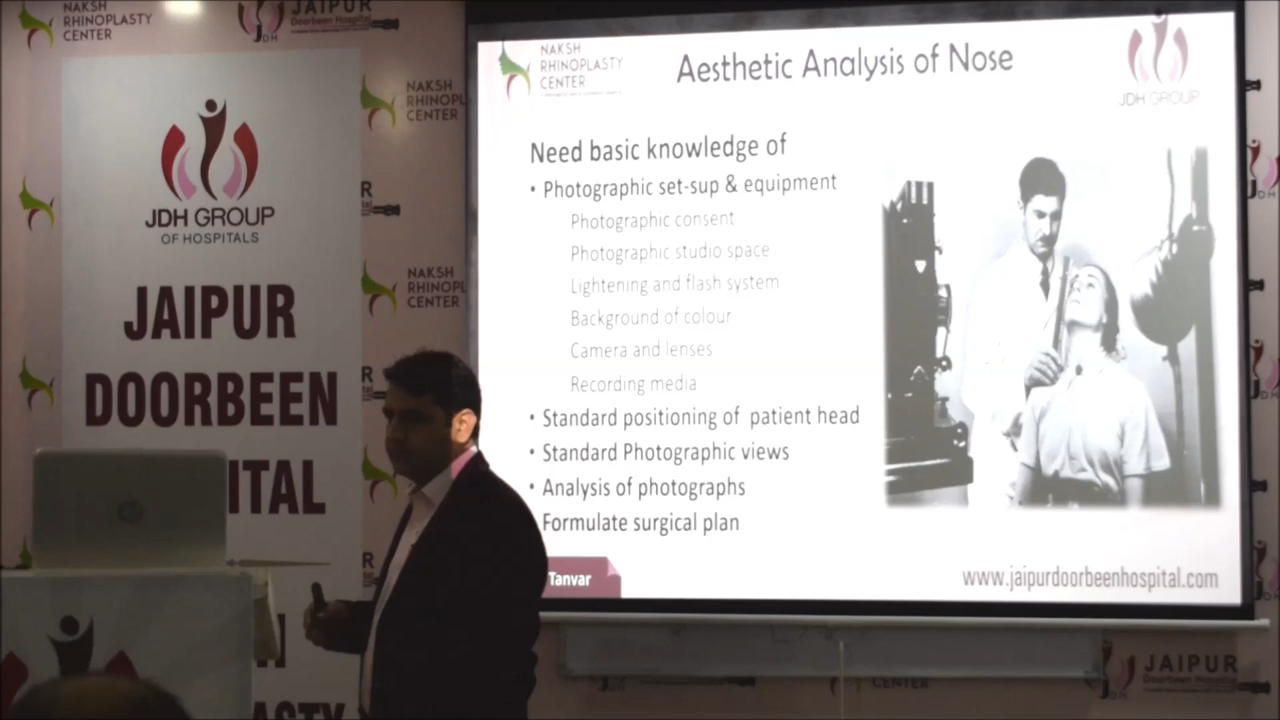 NAKSH
RHINOPLASTY
CENTER
JAIPUR
Doorbeen Hospital
JDH
NAKSH
RHINOPL
CENTER
NAKSH
RHINOPL
CENTER
JDH GROUP
OF HOSPITALS
JAIPUR
DOORBEEN
ITAL
ASTY
NAKSH
RHINOPLASTY
CENTER
Aesthetic Analysis of Nose
JDH GROUP
Need basic knowledge of
• Photographic set-sup & equipment
Photographic consent
Photographic studio space
Lightening and flash system
Background of colour
Camera and lenses
Recording media
• Standard positioning of patient head
• Standard Photographic views
• Analysis of photographs
Formulate surgical plan
Tanvar
www.jaipurdoorbeenhospital.com
CENTER
JDH
JAIPUR
Doorbeen Hospital